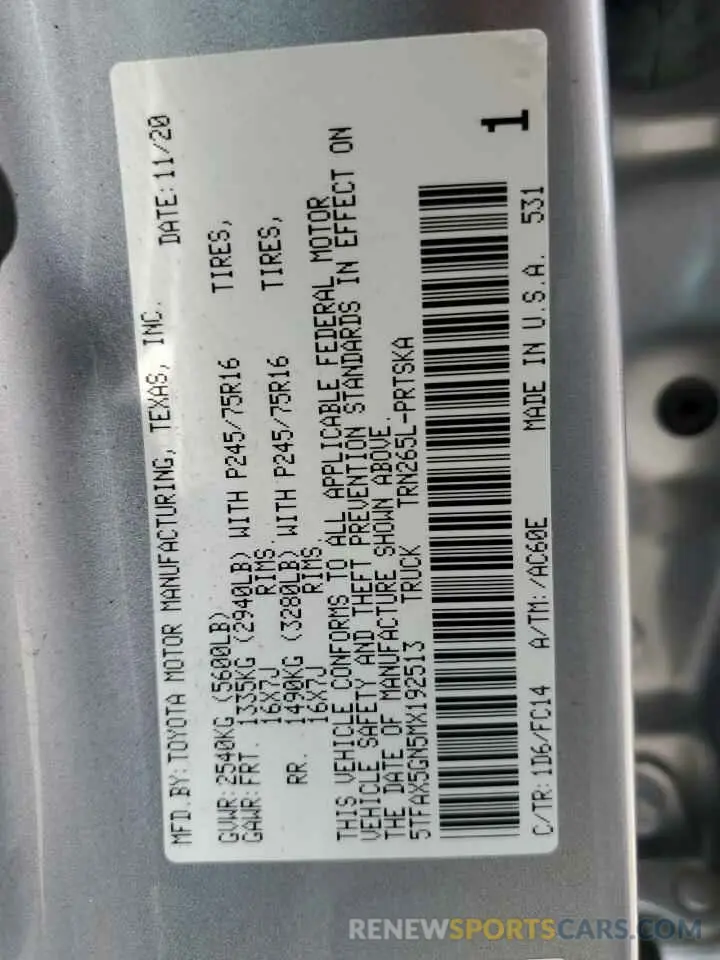 MFD.BY:TOYOTA MOTOR MANUFACTURING, TEXAS, INC. DATE:11/20
GVWR:2540KG (5600LB)
GAWR:FRT. 1335KG (2940LB) WITH P245/75R16 TIRES,
16X7J RIMS.
RR. 1490KG (3280LB) WITH P245/75R16 TIRES,
16X7J RIMS.
THIS VEHICLE CONFORMS TO ALL APPLICABLE FEDERAL MOTOR
VEHICLE SAFETY AND THEFT PREVENTION STANDARDS IN EFFECT ON
THE DATE OF MANUFACTURE SHOWN ABOVE.
5TFAX5GN5MX192513 TRUCK TRN265L-PRTSKA
1
C/TR:1D6/FC14 A/TM:/AC60E MADE IN U.S.A. 531
RENEWSPORTSCARS.COM